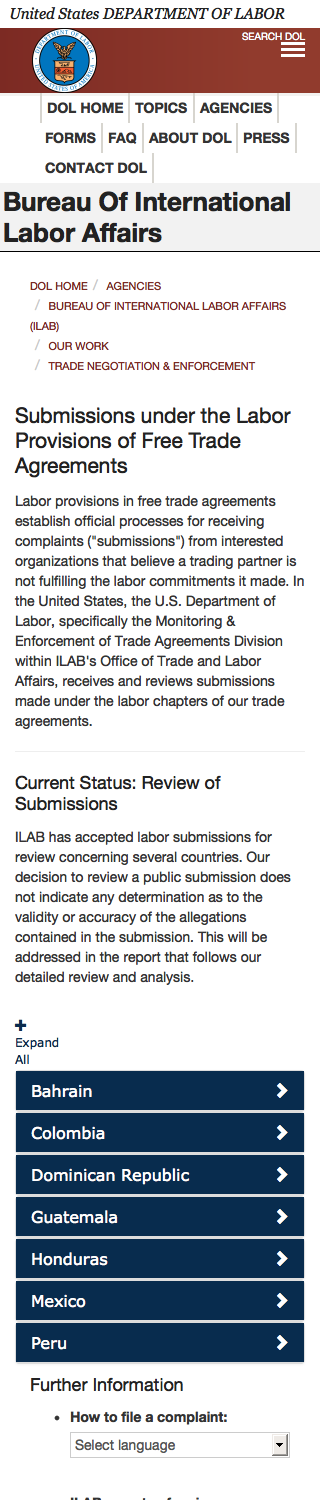 United States DEPARTMENT OF LABOR
SEARCH DOL
DOL HOME
TOPICS
AGENCIES
FORMS
FAQ
ABOUT DOL
PRESS
CONTACT DOL
Bureau Of International
Labor Affairs
DOL HOME / AGENCIES
/ BUREAU OF INTERNATIONAL LABOR AFFAIRS
(ILAB)
/ OUR WORK
/ TRADE NEGOTIATION & ENFORCEMENT
Submissions under the Labor
Provisions of Free Trade
Agreements
Labor provisions in free trade agreements
establish official processes for receiving
complaints ("submissions") from interested
organizations that believe a trading partner is
not fulfilling the labor commitments it made. In
the United States, the U.S. Department of
Labor, specifically the Monitoring &
Enforcement of Trade Agreements Division
within ILAB's Office of Trade and Labor
Affairs, receives and reviews submissions
made under the labor chapters of our trade
agreements.
Current Status: Review of
Submissions
ILAB has accepted labor submissions for
review concerning several countries. Our
decision to review a public submission does
not indicate any determination as to the
validity or accuracy of the allegations
contained in the submission. This will be
addressed in the report that follows our
detailed review and analysis.
Expand
All
Bahrain
Colombia
Dominican Republic
Guatemala
Honduras
Mexico
Peru
Further Information
• How to file a complaint:
Select language